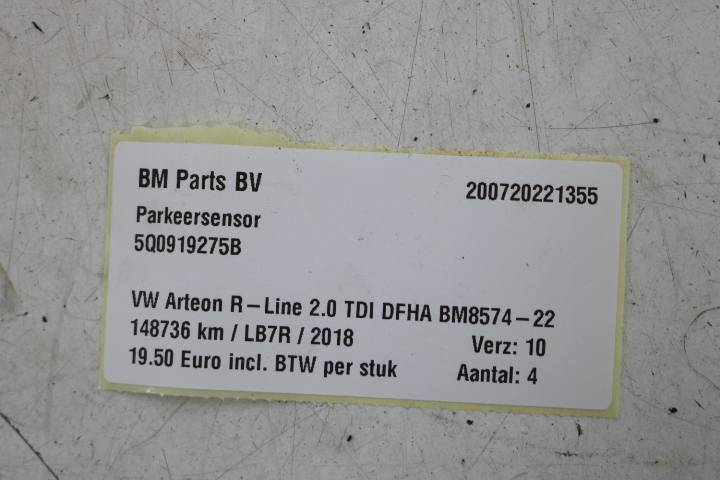 BM Parts BV 200720221355
Parkeersensor
5Q0919275B
VW Arteon R-Line 2.0 TDI DFHA BM8574-22
148736 km / LB7R / 2018 Verz: 10
19.50 Euro incl. BTW per stuk Aantal: 4